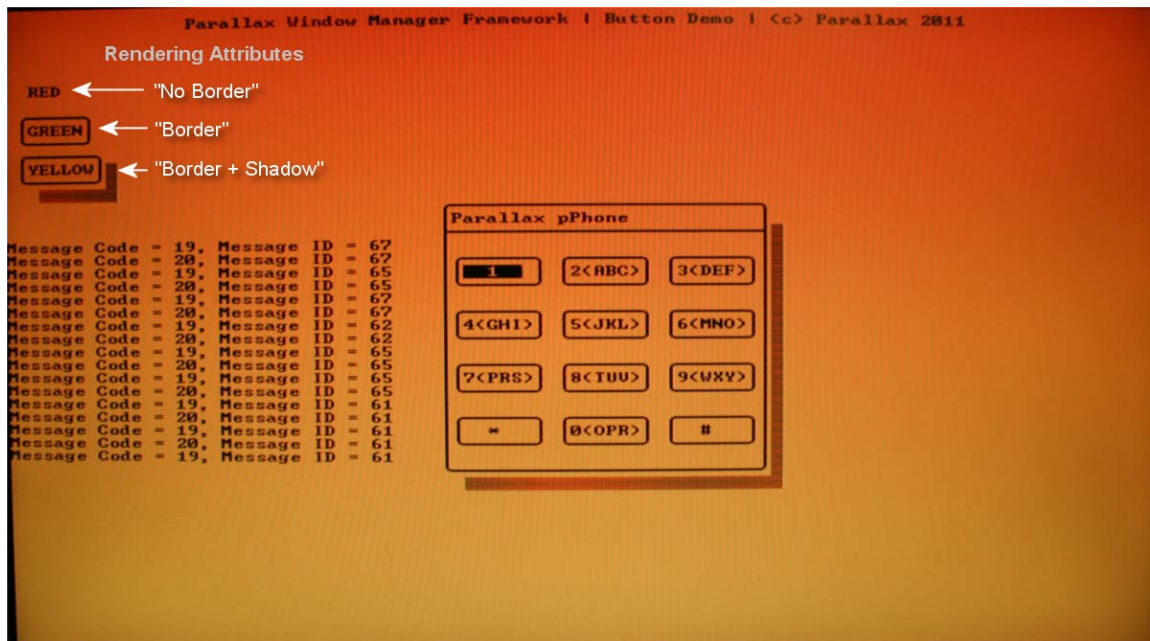 Parallax Window Manager Framework | Button Demo | (c) Parallax 2011
Rendering Attributes
RED "No Border"
GREEN "Border"
YELLOW "Border + Shadow"
Parallax pPhone
1 2(ABC) 3(DEF)
4(GHI) 5(JKL) 6(MNO)
7(PRS) 8(TUV) 9(WXY)
* 0(OPR) #
Message Code = 19, Message ID = 67
Message Code = 20, Message ID = 67
Message Code = 19, Message ID = 65
Message Code = 20, Message ID = 65
Message Code = 19, Message ID = 67
Message Code = 20, Message ID = 67
Message Code = 19, Message ID = 62
Message Code = 20, Message ID = 62
Message Code = 19, Message ID = 65
Message Code = 20, Message ID = 65
Message Code = 19, Message ID = 65
Message Code = 20, Message ID = 65
Message Code = 19, Message ID = 61
Message Code = 20, Message ID = 61
Message Code = 19, Message ID = 61
Message Code = 20, Message ID = 61
Message Code = 19, Message ID = 61